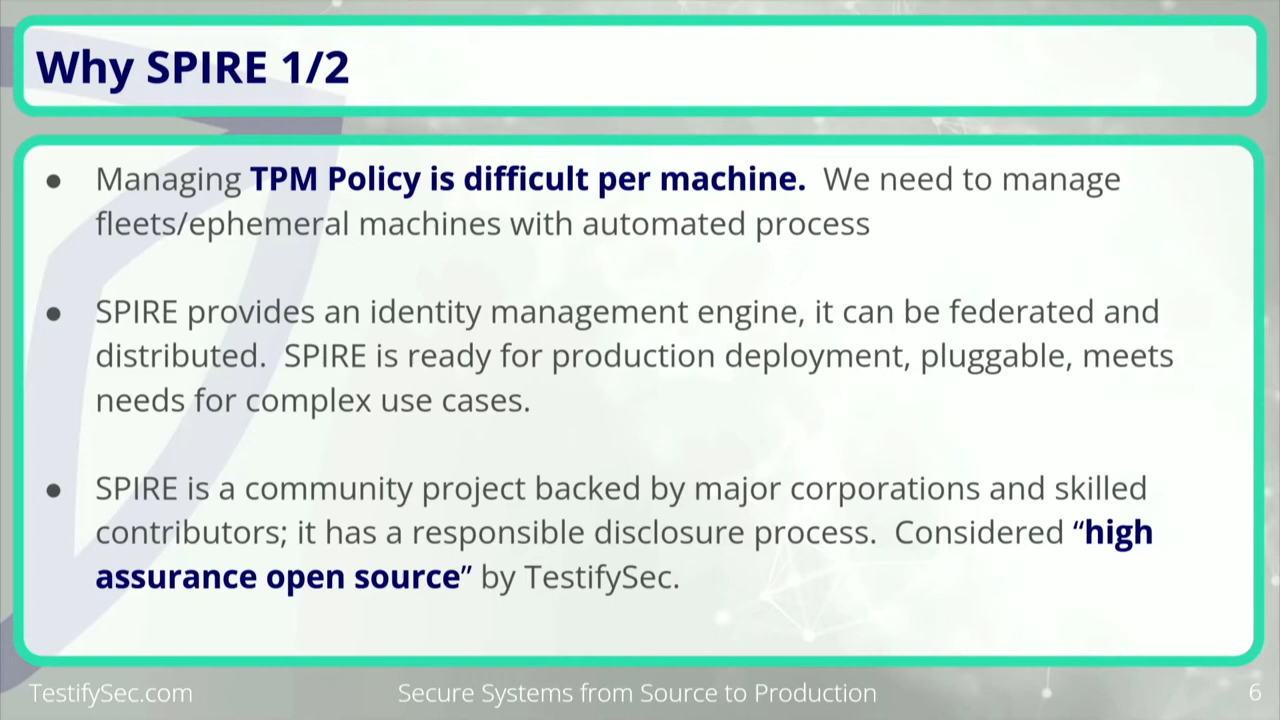 Why SPIRE 1/2
● Managing TPM Policy is difficult per machine.  We need to manage
fleets/ephemeral machines with automated process
● SPIRE provides an identity management engine, it can be federated and
distributed.  SPIRE is ready for production deployment, pluggable, meets
needs for complex use cases.
● SPIRE is a community project backed by major corporations and skilled
contributors; it has a responsible disclosure process.  Considered “high
assurance open source” by TestifySec.
TestifySec.com
Secure Systems from Source to Production
6